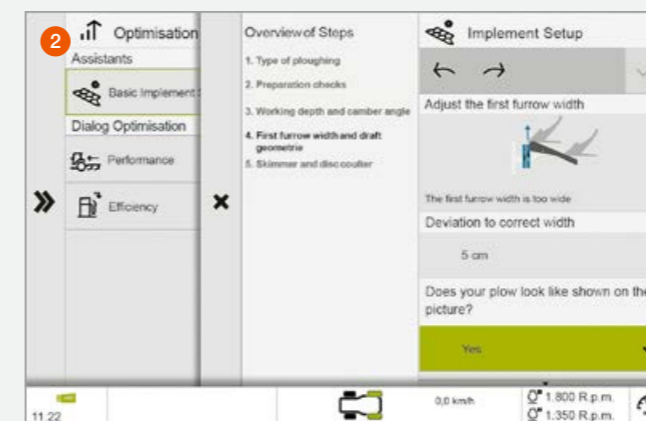 2
Optimisation
Assistants
Basic Implement
Dialog Optimisation
Performance
Efficiency
Overview of Steps
1. Type of ploughing
2. Preparation checks
3. Working depth and camber angle
4. First furrow width and draft
geometrie
5. Skimmer and disc coulter
Implement Setup
Adjust the first furrow width
The first furrow width is too wide
Deviation to correct width
5 cm
Does your plow look like shown on the
picture?
Yes
11.22
0,0 km/h
1.800 R.p.m.
1.350 R.p.m.